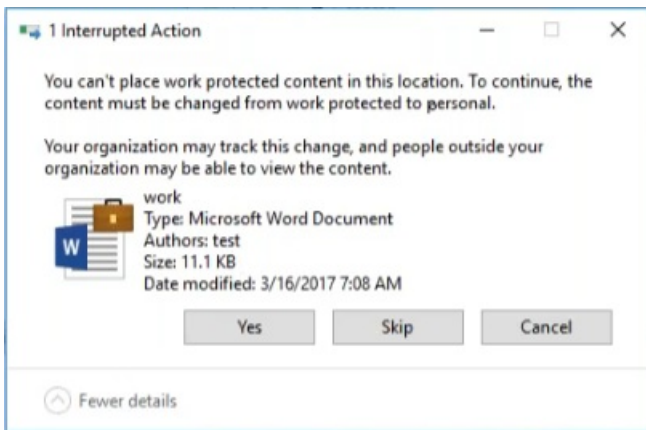 1 Interrupted Action
You can't place work protected content in this location. To continue, the
content must be changed from work protected to personal.
Your organization may track this change, and people outside your
organization may be able to view the content.
work
Type: Microsoft Word Document
W
Authors: test
Size: 11.1 KB
Date modified: 3/16/2017 7:08 AM
Yes
Skip
Cancel
Fewer details